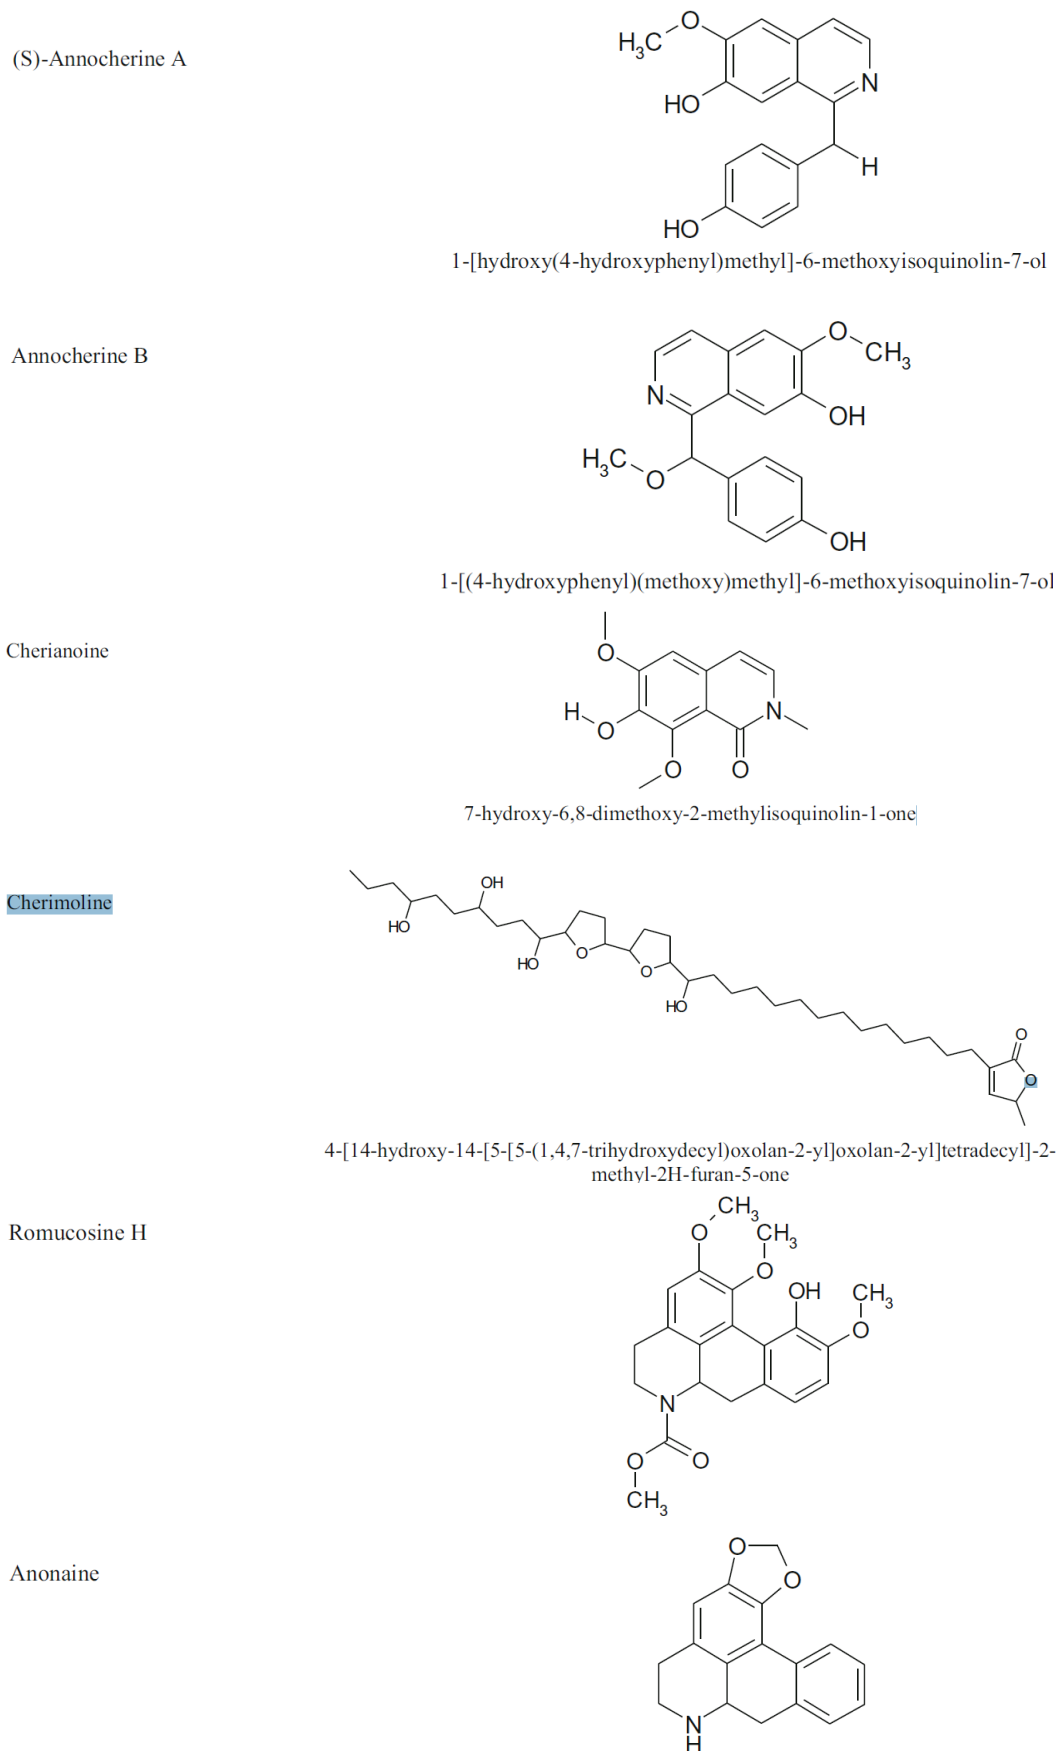 (S)-Annocherine A
O
H3C
N
HO
H
HO
1-[hydroxy(4-hydroxyphenyl)methyl]-6-methoxyisoquinolin-7-ol
Annocherine B
O
CH3
N
OH
H3C
O
OH
1-[(4-hydroxyphenyl)(methoxy)methyl]-6-methoxyisoquinolin-7-ol
Cherianoine
O
H
O
N
O
O
7-hydroxy-6,8-dimethoxy-2-methylisoquinolin-1-one
Cherimoline
OH
HO
O
HO
O
HO
O
O
4-[14-hydroxy-14-[5-[5-(1,4,7-trihydroxydecyl)oxolan-2-yl]oxolan-2-yl]tetradecyl]-2-
methyl-2H-furan-5-one
Romucosine H
CH3
O
CH3
O
OH
CH3
O
N
O
O
CH3
Anonaine
O
O
N
H